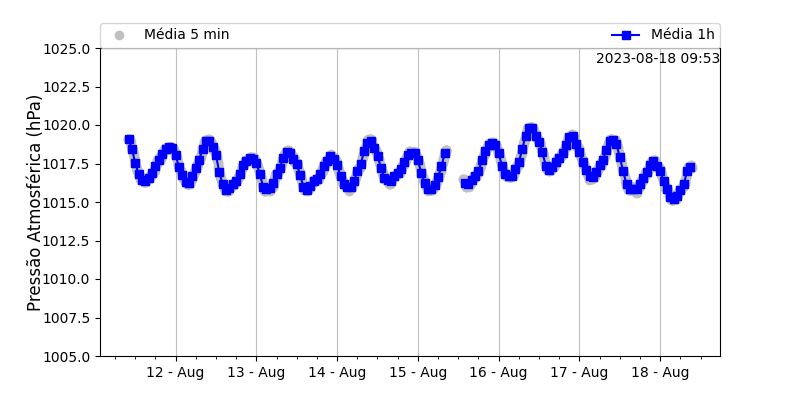 Média 5 min
Média 1h
2023-08-18 09:53
Pressão Atmosférica (hPa)
1025.0
1022.5
1020.0
1017.5
1015.0
1012.5
1010.0
1007.5
1005.0
12 - Aug
13 - Aug
14 - Aug
15 - Aug
16 - Aug
17 - Aug
18 - Aug